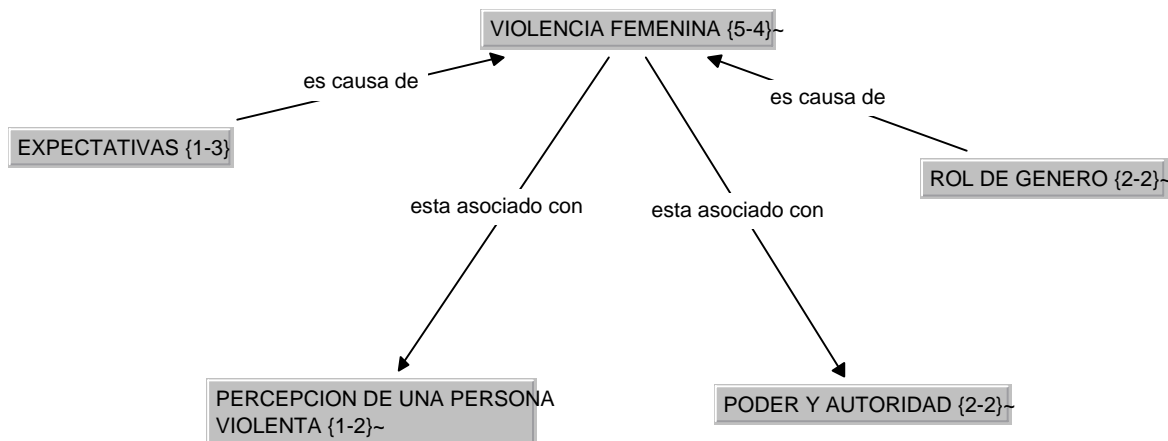 VIOLENCIA FEMENINA {5-4}~
es causa de
es causa de
EXPECTATIVAS {1-3}
ROL DE GENERO {2-2}~
esta asociado con
esta asociado con
PERCEPCION DE UNA PERSONA
VIOLENTA {1-2}~
PODER Y AUTORIDAD {2-2}~